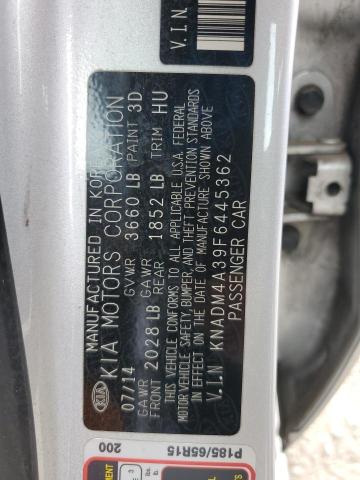 MANUFACTURED IN KOR
KIA MOTORS CORPORATION
07/14 GVWR 3660 LB PAINT 3D
GAWR FRONT 2028 LB GAWR REAR 1852 LB TRIM HU
THIS VEHICLE CONFORMS TO ALL APPLICABLE U.S.A. FEDERAL
MOTOR VEHICLE SAFETY, BUMPER, AND THEFT PREVENTION STANDARDS
IN EFFECT ON THE DATE OF MANUFACTURE SHOWN ABOVE
V.I.N KNADM4A39F6445362
PASSENGER CAR
V.I.N.
KIA
P185/65R15
200